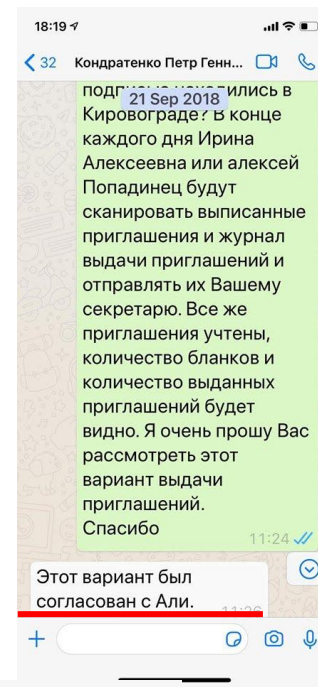 18:19
32 Кондратенко Петр Генн...
21 Sep 2018
Кировограде? В конце
каждого дня Ирина
Алексеевна или алексей
Попадинец будут
сканировать выписанные
приглашения и журнал
выдачи приглашений и
отправлять их Вашему
секретарю. Все же
приглашения учтены,
количество бланков и
количество выданных
приглашений будет
видно. Я очень прошу Вас
рассмотреть этот
вариант выдачи
приглашений.
Спасибо
11:24
Этот вариант был
согласован с Али.